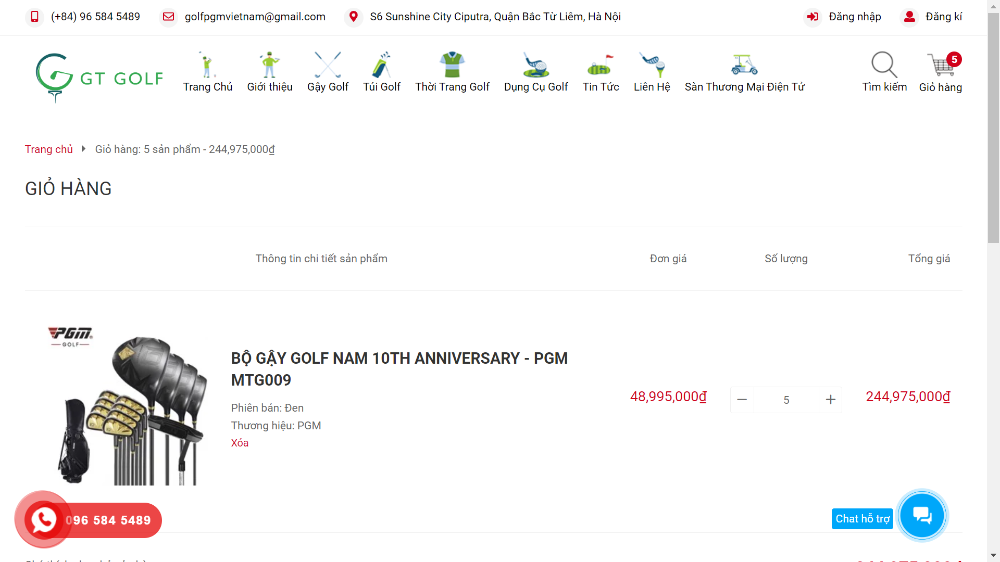 (+84) 96 584 5489
golfpgmvietnam@gmail.com
S6 Sunshine City Ciputra, Quận Bắc Từ Liêm, Hà Nội
Đăng nhập
Đăng kí
GT GOLF
Trang Chủ
Giới thiệu
Gậy Golf
Túi Golf
Thời Trang Golf
Dụng Cụ Golf
Tin Tức
Liên Hệ
Sàn Thương Mại Điện Tử
Tìm kiếm
5
Giỏ hàng
Trang chủ
Giỏ hàng: 5 sản phẩm - 244,975,000₫
GIỎ HÀNG
Thông tin chi tiết sản phẩm
Đơn giá
Số lượng
Tổng giá
PGM
GOLF
BỘ GẬY GOLF NAM 10TH ANNIVERSARY - PGM
MTG009
Phiên bản: Đen
Thương hiệu: PGM
Xóa
48,995,000₫
5
244,975,000₫
096 584 5489
Chat hỗ trợ